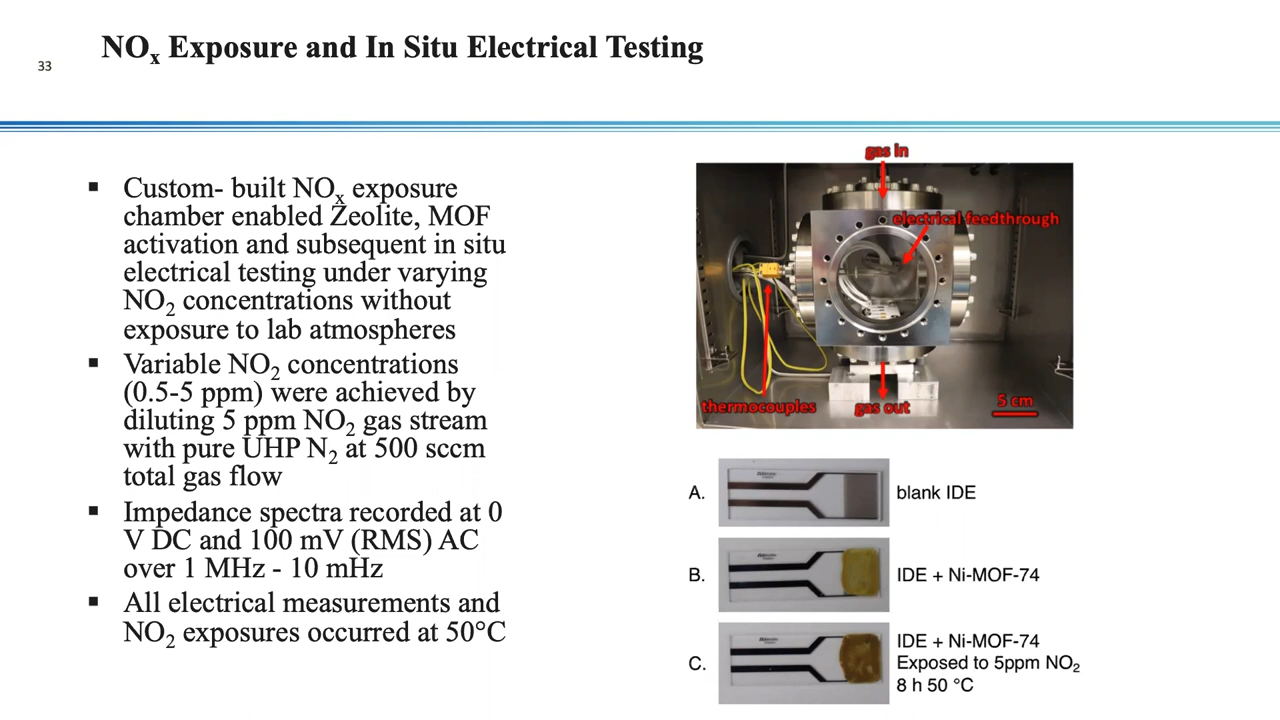 NOx Exposure and In Situ Electrical Testing
33
▪ Custom- built NOx exposure
chamber enabled Zeolite, MOF
activation and subsequent in situ
electrical testing under varying
NO2 concentrations without
exposure to lab atmospheres
▪ Variable NO2 concentrations
(0.5-5 ppm) were achieved by
diluting 5 ppm NO2 gas stream
with pure UHP N2 at 500 sccm
total gas flow
▪ Impedance spectra recorded at 0
V DC and 100 mV (RMS) AC
over 1 MHz - 10 mHz
▪ All electrical measurements and
NO2 exposures occurred at 50°C
gas in
electrical feedthrough
thermocouples
gas out
5 cm
A. blank IDE
B. IDE + Ni-MOF-74
C. IDE + Ni-MOF-74
Exposed to 5ppm NO2
8 h 50 °C